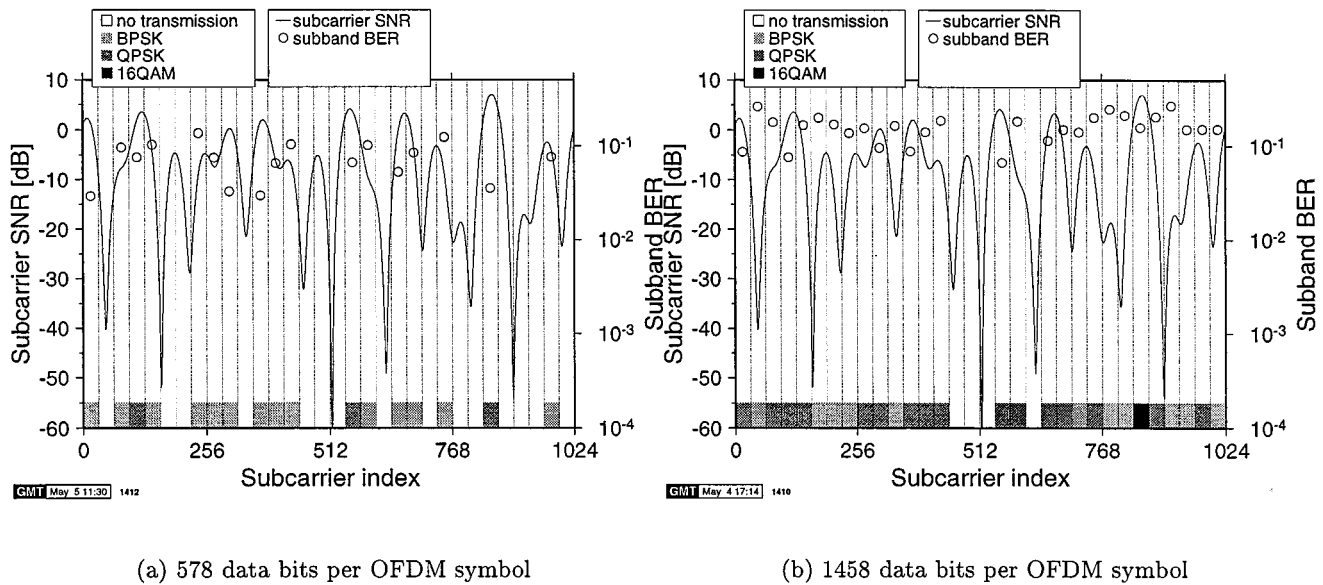 no transmission
BPSK
QPSK
16QAM
subcarrier SNR
subband BER
10
0
-10
-20
-30
-40
-50
-60
Subcarrier SNR [dB]
10-1
10-2
10-3
10-4
Subband BER
0 256 512 768 1024
Subcarrier index
GMT May 5 11:30 1412
(a) 578 data bits per OFDM symbol
no transmission
BPSK
QPSK
16QAM
subcarrier SNR
subband BER
10
0
-10
-20
-30
-40
-50
-60
Subcarrier SNR [dB]
10-1
10-2
10-3
10-4
Subband BER
0 256 512 768 1024
Subcarrier index
GMT May 4 17:14 1410
(b) 1458 data bits per OFDM symbol